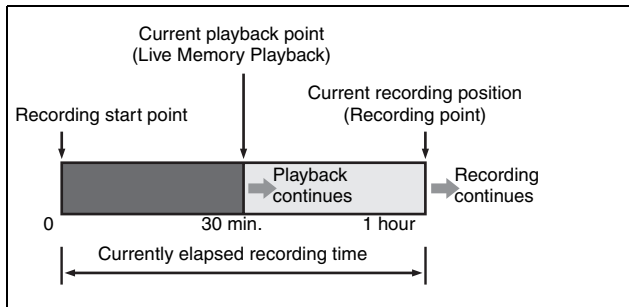 Current playback point
(Live Memory Playback)
Current recording position
(Recording point)
Recording start point
Playback
continues
Recording
continues
0
30 min.
1 hour
Currently elapsed recording time